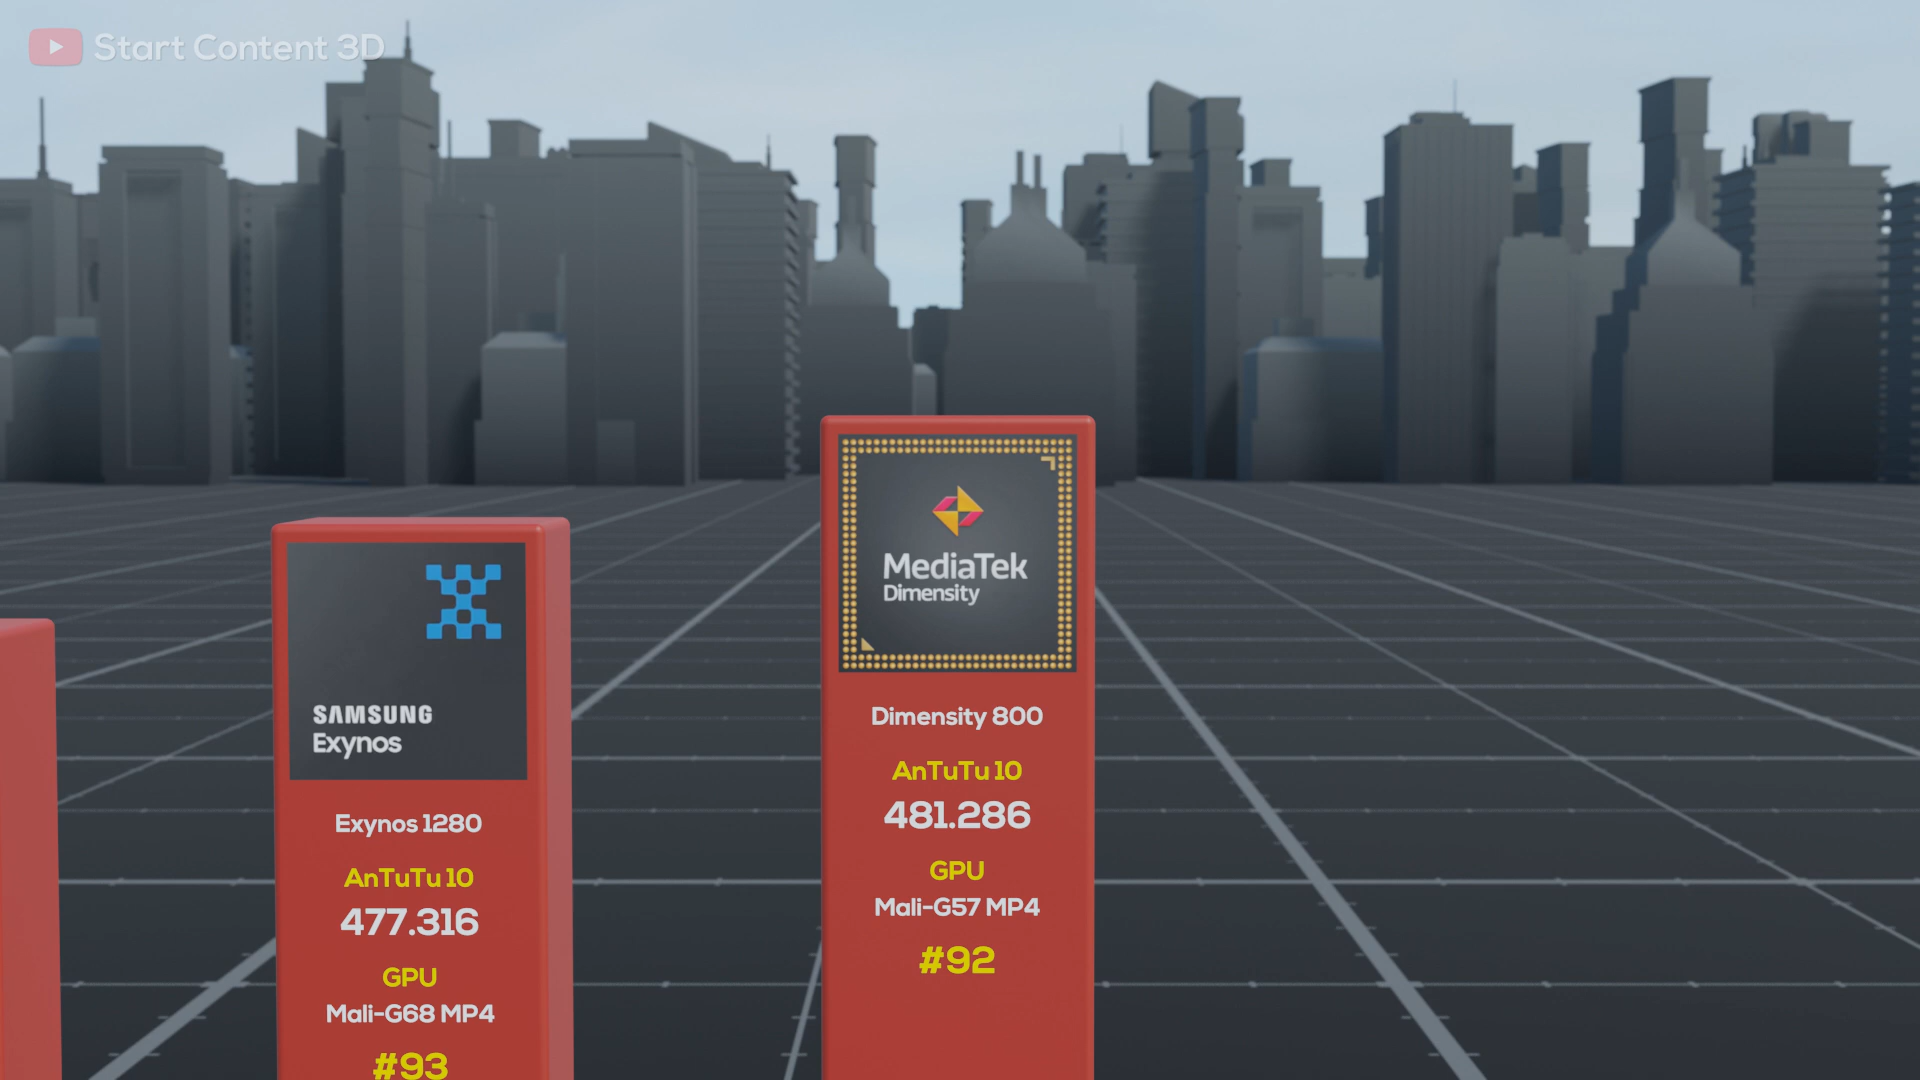 Start Content 3D
SAMSUNG
Exynos
Exynos 1280
AnTuTu 10
477.316
GPU
Mali-G68 MP4
#93
MediaTek
Dimensity
Dimensity 800
AnTuTu 10
481.286
GPU
Mali-G57 MP4
#92